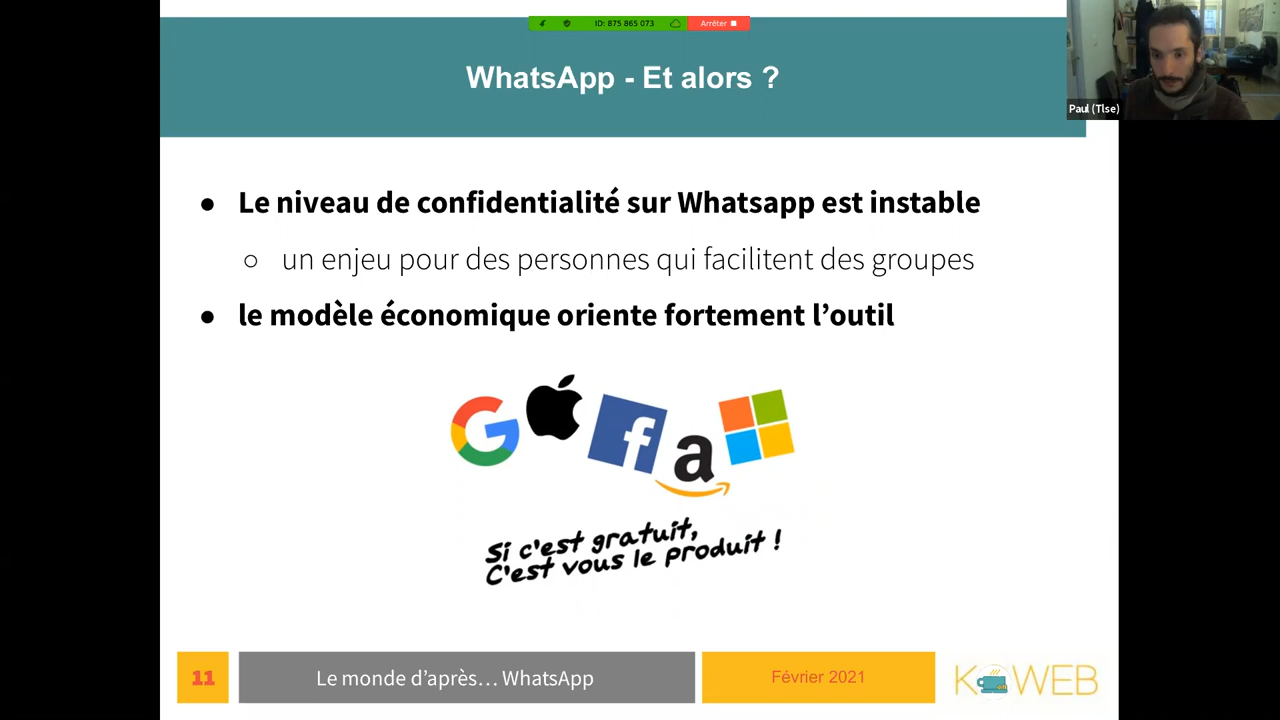 ID: 875 865 073
Arrêter
WhatsApp - Et alors ?
Paul (Tlse)
● Le niveau de confidentialité sur Whatsapp est instable
○ un enjeu pour des personnes qui facilitent des groupes
● le modèle économique oriente fortement l’outil
Si c'est gratuit,
C'est vous le produit !
11
Le monde d’après… WhatsApp
Février 2021
K WEB